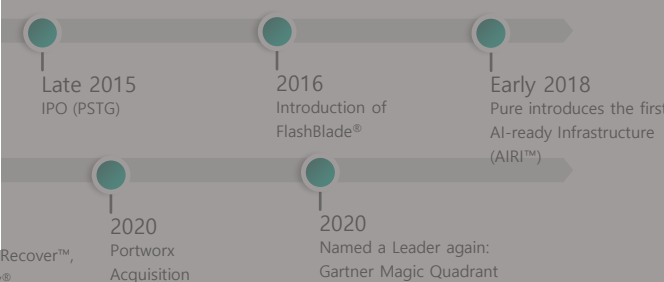 Late 2015
IPO (PSTG)
2016
Introduction of
FlashBlade®
Early 2018
Pure introduces the first
AI-ready Infrastructure
(AIRI™)
Recover™,
®
2020
Portworx
Acquisition
2020
Named a Leader again:
Gartner Magic Quadrant